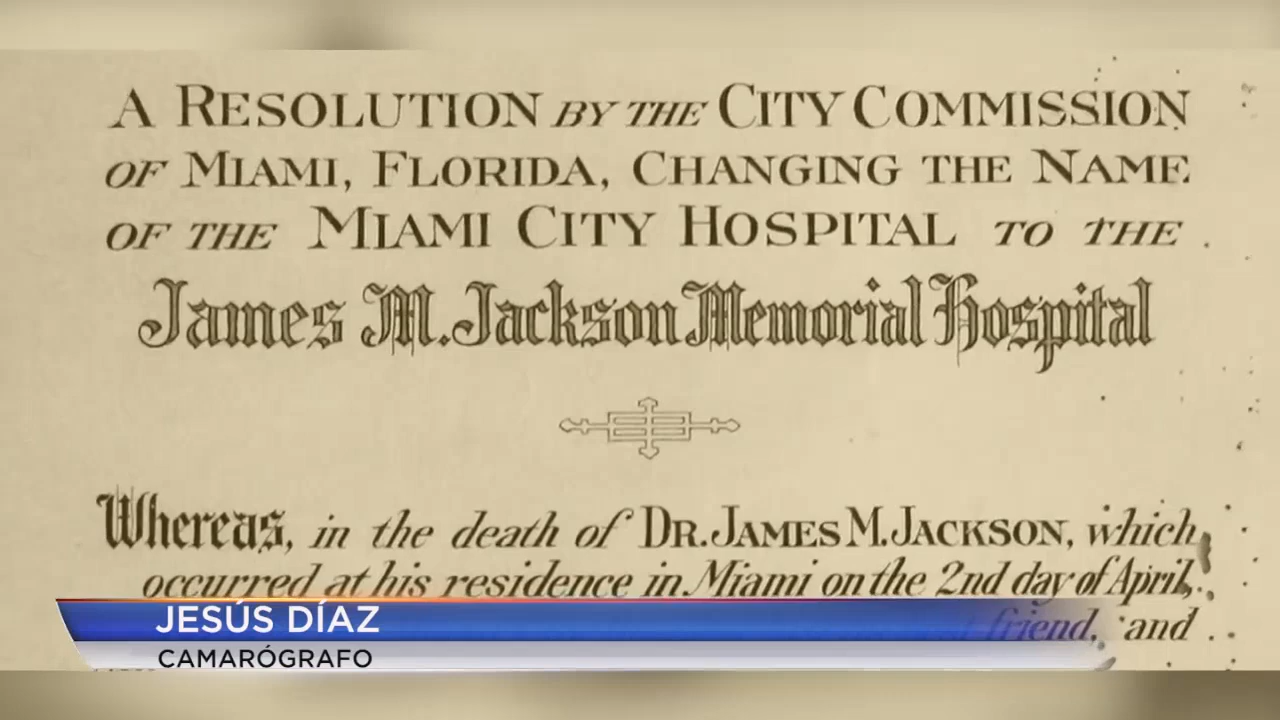 A RESOLUTION BY THE CITY COMMISSION
OF MIAMI, FLORIDA, CHANGING THE NAME
OF THE MIAMI CITY HOSPITAL TO THE
James M. Jackson Memorial Hospital
Whereas, in the death of DR. JAMES M. JACKSON, which
occurred at his residence in Miami on the 2nd day of April,
friend, and
JESÚS DÍAZ
CAMARÓGRAFO